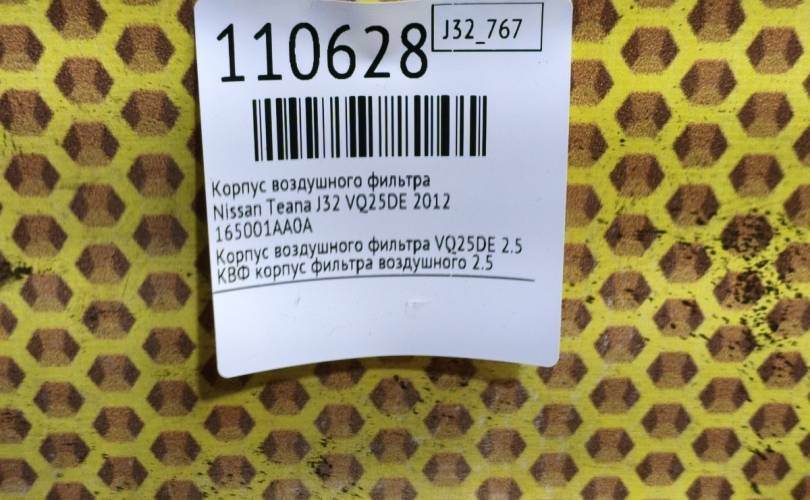 110628
J32_767
Корпус воздушного фильтра
Nissan Teana J32 VQ25DE 2012
165001AA0A
Корпус воздушного фильтра VQ25DE 2.5
КВФ корпус фильтра воздушного 2.5